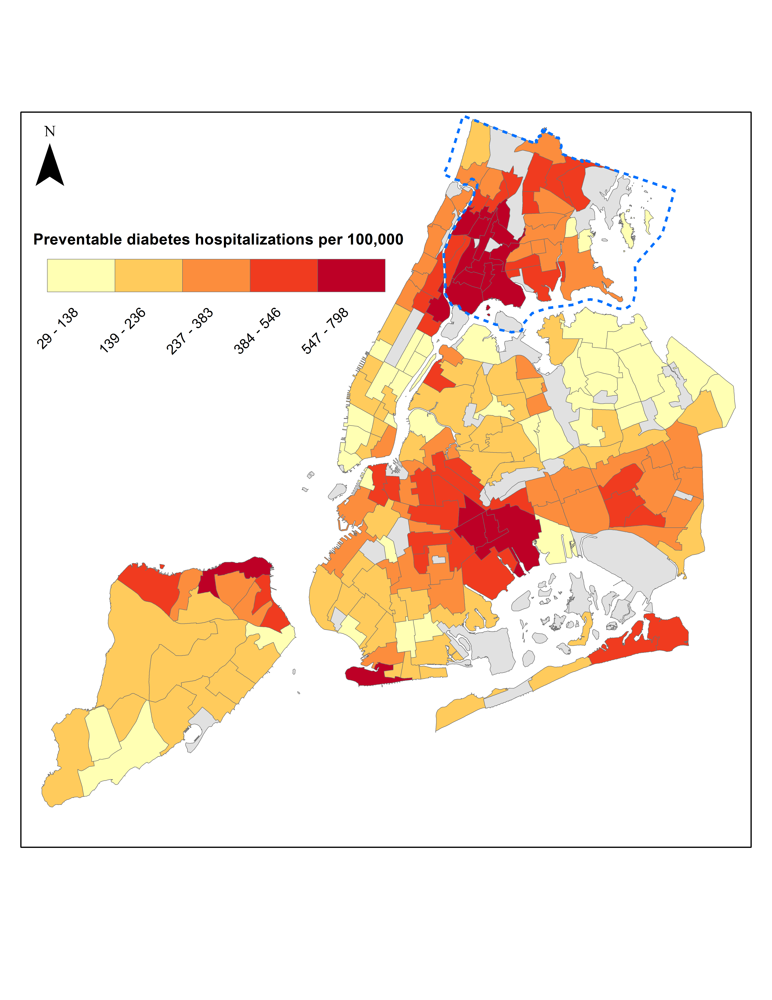 N
Preventable diabetes hospitalizations per 100,000
29 - 138
139 - 236
237 - 383
384 - 546
547 - 798